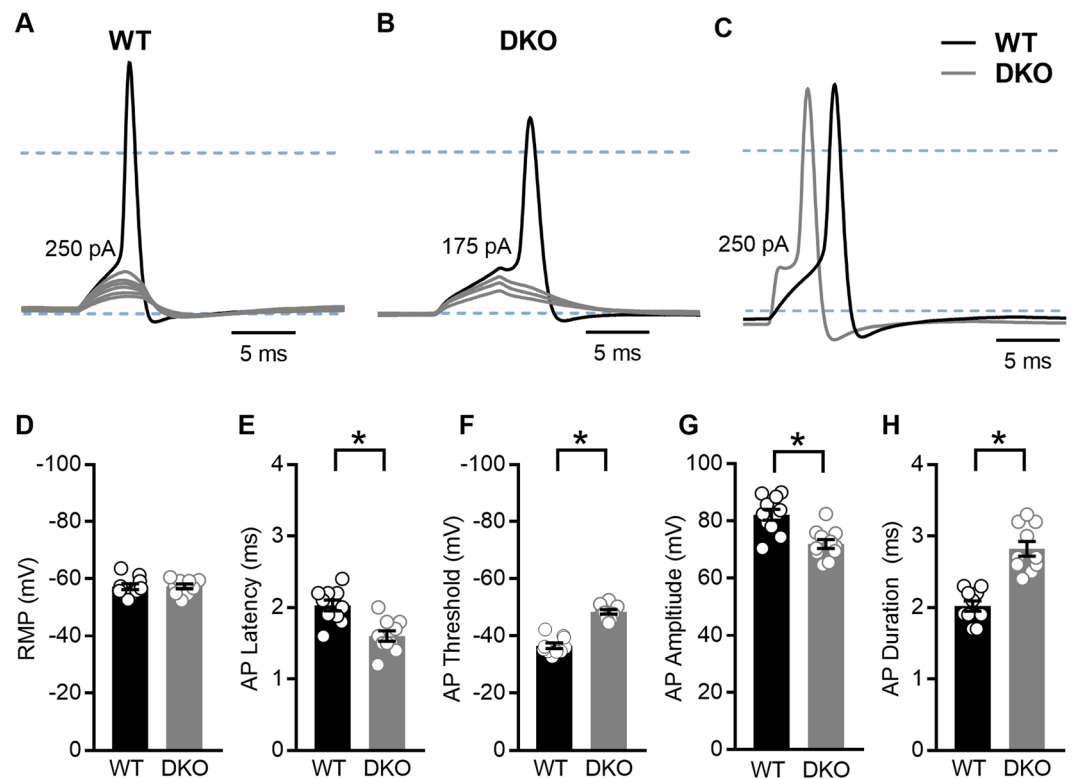 A
WT
250 pA
5 ms
B
DKO
175 pA
5 ms
C
WT
DKO
250 pA
5 ms
D
RMP (mV)
-100
-80
-60
-40
-20
0
WT DKO
E
*
AP Latency (ms)
4
3
2
1
0
WT DKO
F
*
AP Threshold (mV)
-100
-80
-60
-40
-20
0
WT DKO
G
*
AP Amplitiude (mV)
100
80
60
40
20
0
WT DKO
H
*
AP Duration (ms)
4
3
2
1
0
WT DKO